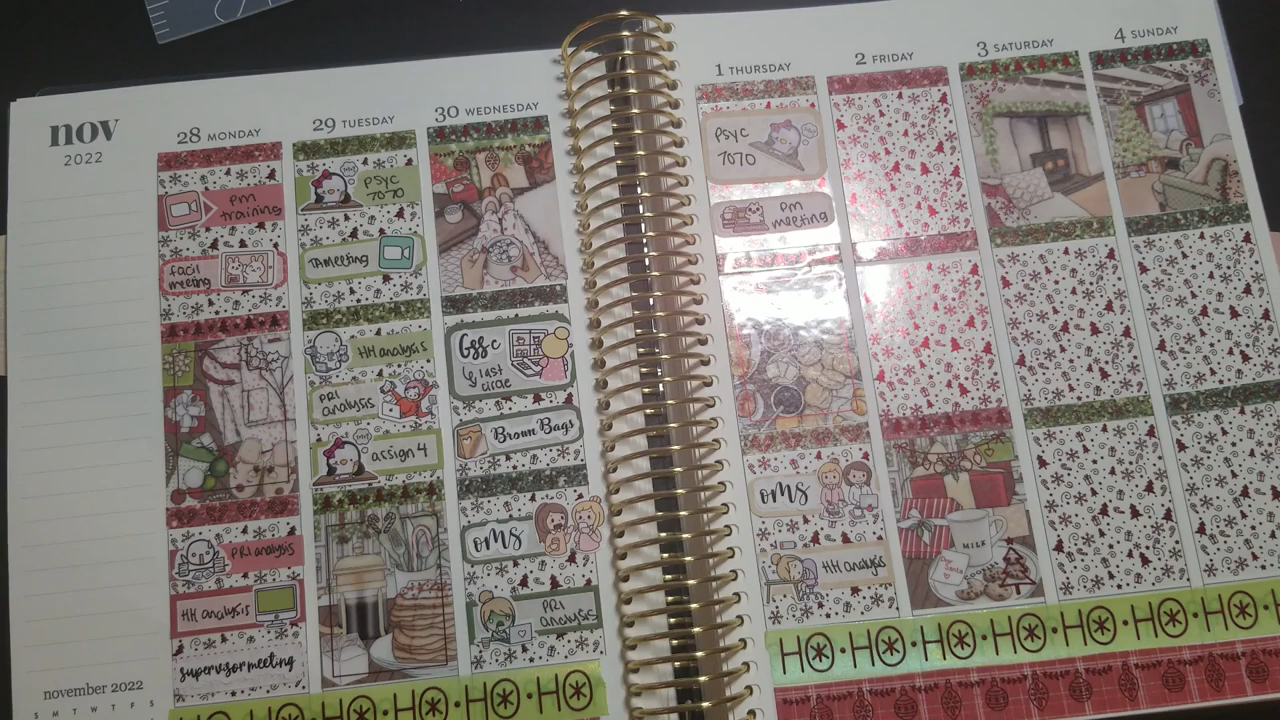 nov
2022
28 MONDAY
PM
training
facil
meeting
PRI analysis
HH analysis
supervisor meeting
29 TUESDAY
PSYC
7070
TA Meeting
HH analysis
PRI
analysis
assign 4
30 WEDNESDAY
GSSC
↳ last
circle
Brown Bags
OMS
PRI
analysis
HO·HO·HO·HO
1 THURSDAY
PSYC
7070
PM
meeting
OMS
HH analysis
2 FRIDAY
MILK
3 SATURDAY
4 SUNDAY
HO·HO·HO·HO·HO·HO
november 2022
S M T W T F S